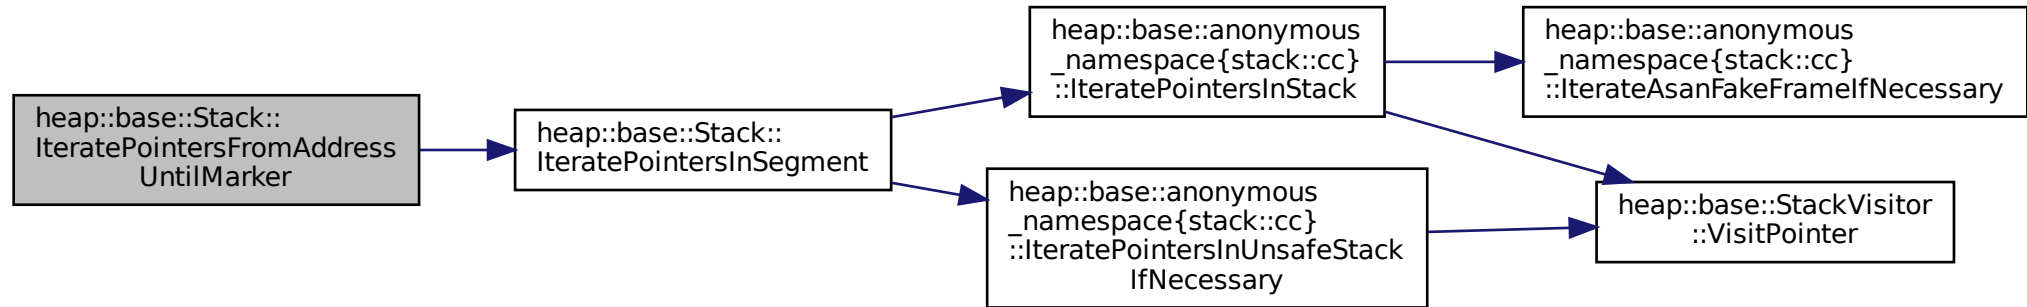 heap::base::Stack::
IteratePointersFromAddress
UntilMarker
heap::base::Stack::
IteratePointersInSegment
heap::base::anonymous
_namespace{stack::cc}
::IteratePointersInStack
heap::base::anonymous
_namespace{stack::cc}
::IterateAsanFakeFrameIfNecessary
heap::base::anonymous
_namespace{stack::cc}
::IteratePointersInUnsafeStack
IfNecessary
heap::base::StackVisitor
::VisitPointer